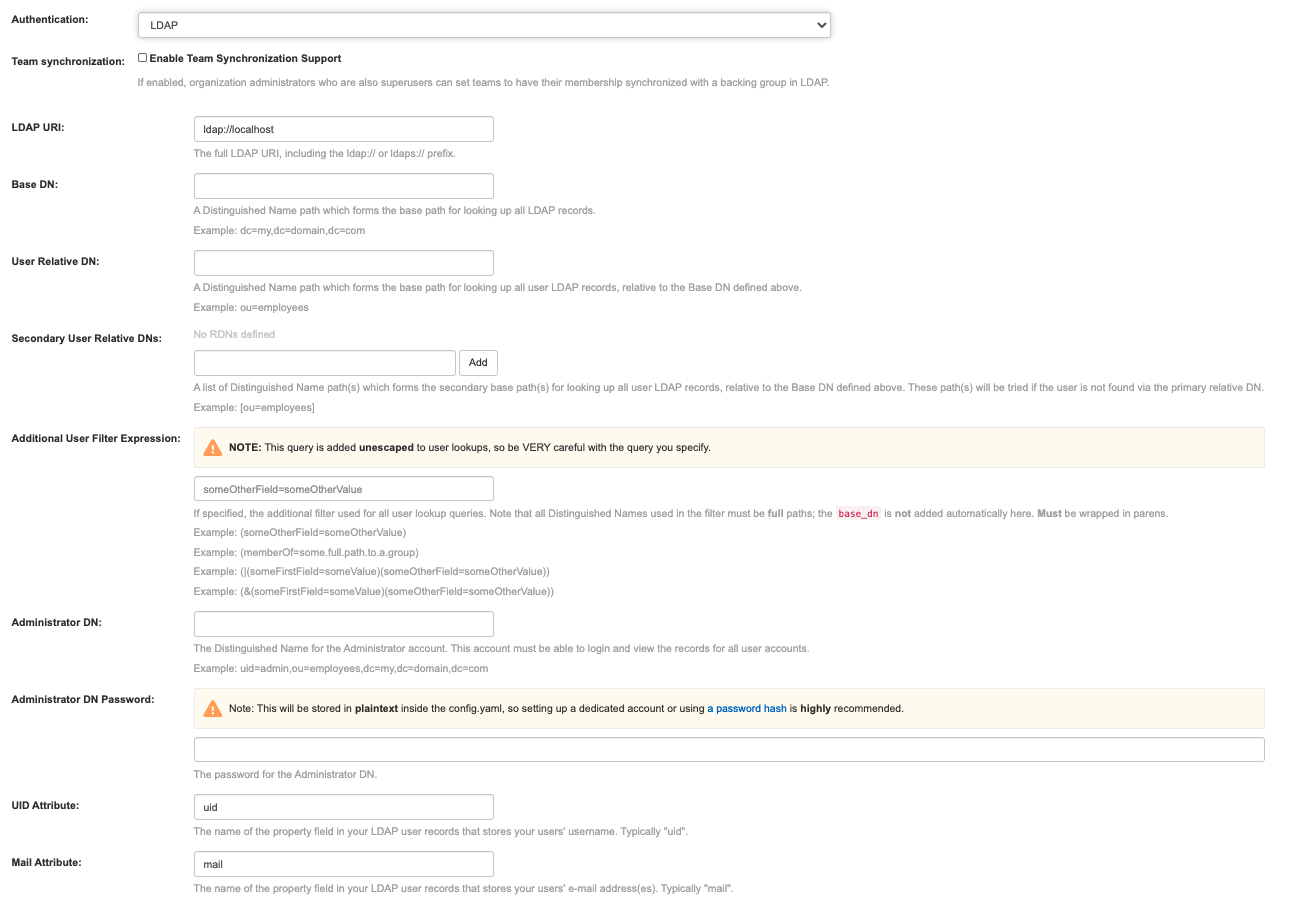 Authentication:
LDAP
Team synchronization:
Enable Team Synchronization Support
If enabled, organization administrators who are also superusers can set teams to have their membership synchronized with a backing group in LDAP.
LDAP URI:
ldap://localhost
The full LDAP URI, including the ldap:// or ldaps:// prefix.
Base DN:
A Distinguished Name path which forms the base path for looking up all LDAP records.
Example: dc=my,dc=domain,dc=com
User Relative DN:
A Distinguished Name path which forms the base path for looking up all user LDAP records, relative to the Base DN defined above.
Example: ou=employees
Secondary User Relative DNs:
No RDNs defined
Add
A list of Distinguished Name path(s) which forms the secondary base path(s) for looking up all user LDAP records, relative to the Base DN defined above. These path(s) will be tried if the user is not found via the primary relative DN.
Example: [ou=employees]
Additional User Filter Expression:
NOTE: This query is added unescaped to user lookups, so be VERY careful with the query you specify.
someOtherField=someOtherValue
If specified, the additional filter used for all user lookup queries. Note that all Distinguished Names used in the filter must be full paths; the base_dn is not added automatically here. Must be wrapped in parens.
Example: (someOtherField=someOtherValue)
Example: (memberOf=some.full.path.to.a.group)
Example: (|(someFirstField=someValue)(someOtherField=someOtherValue))
Example: (&(someFirstField=someValue)(someOtherField=someOtherValue))
Administrator DN:
The Distinguished Name for the Administrator account. This account must be able to login and view the records for all user accounts.
Example: uid=admin,ou=employees,dc=my,dc=domain,dc=com
Administrator DN Password:
Note: This will be stored in plaintext inside the config.yaml, so setting up a dedicated account or using a password hash is highly recommended.
The password for the Administrator DN.
UID Attribute:
uid
The name of the property field in your LDAP user records that stores your users' username. Typically "uid".
Mail Attribute:
mail
The name of the property field in your LDAP user records that stores your users' e-mail address(es). Typically "mail".